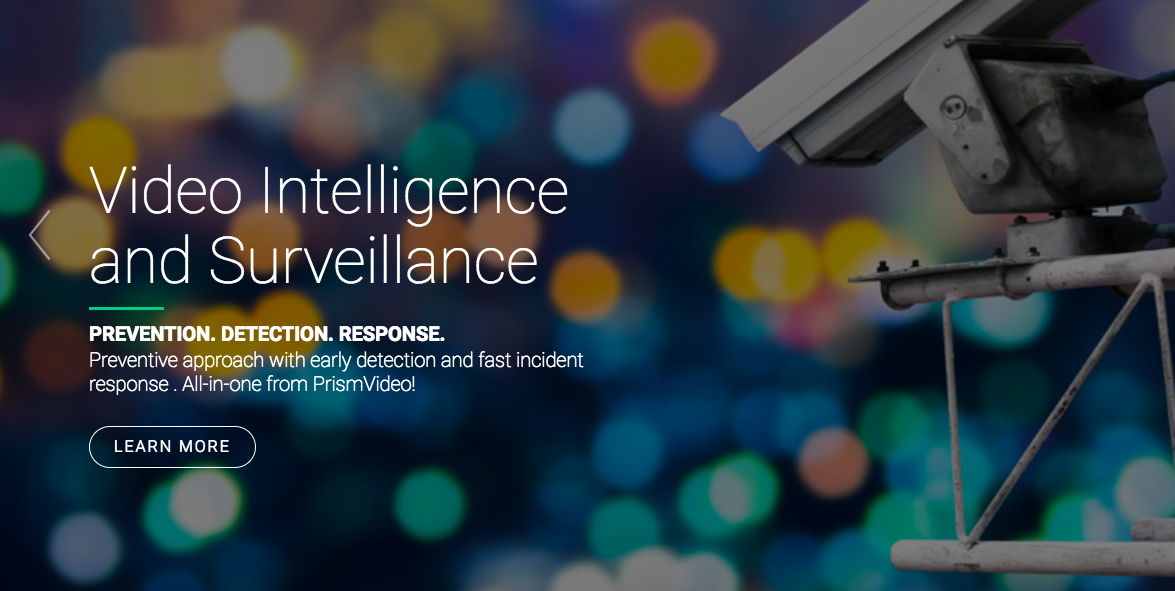 Video Intelligence
and Surveillance
PREVENTION. DETECTION. RESPONSE.
Preventive approach with early detection and fast incident
response . All-in-one from PrismVideo!
LEARN MORE